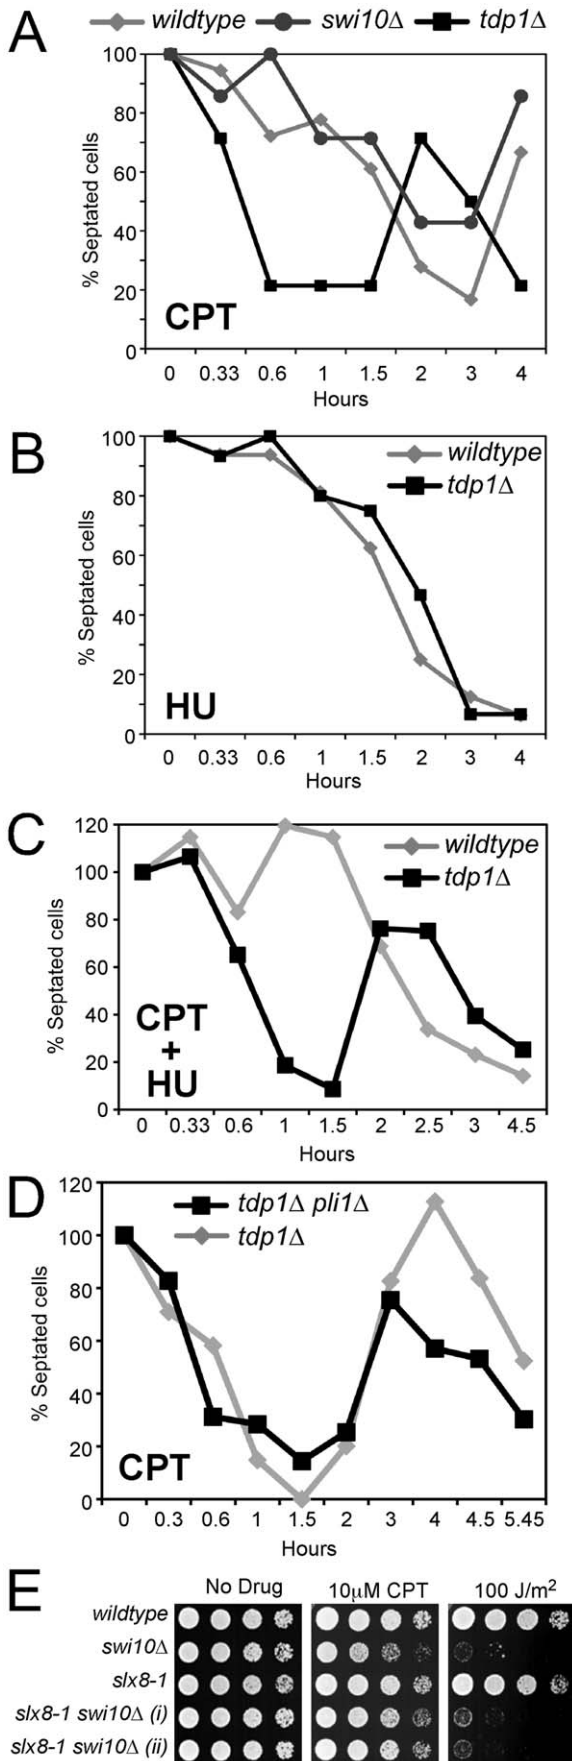 A
wildtype swi10Δ tdp1Δ
100
80
60
40
20
0
% Septated cells
CPT
0 0.33 0.6 1 1.5 2 3 4
Hours
B
wildtype
tdp1Δ
100
80
60
40
20
0
% Septated cells
HU
0 0.33 0.6 1 1.5 2 3 4
Hours
C
wildtype
tdp1Δ
120
100
80
60
40
20
0
% Septated cells
CPT
+
HU
0 0.33 0.6 1 1.5 2 2.5 3 4.5
Hours
D
tdp1Δ pli1Δ
tdp1Δ
120
100
80
60
40
20
0
% Septated cells
CPT
0 0.3 0.6 1 1.5 2 3 4 4.5 5.45
Hours
E
No Drug 10μM CPT 100 J/m²
wildtype
swi10Δ
slx8-1
slx8-1 swi10Δ (i)
slx8-1 swi10Δ (ii)